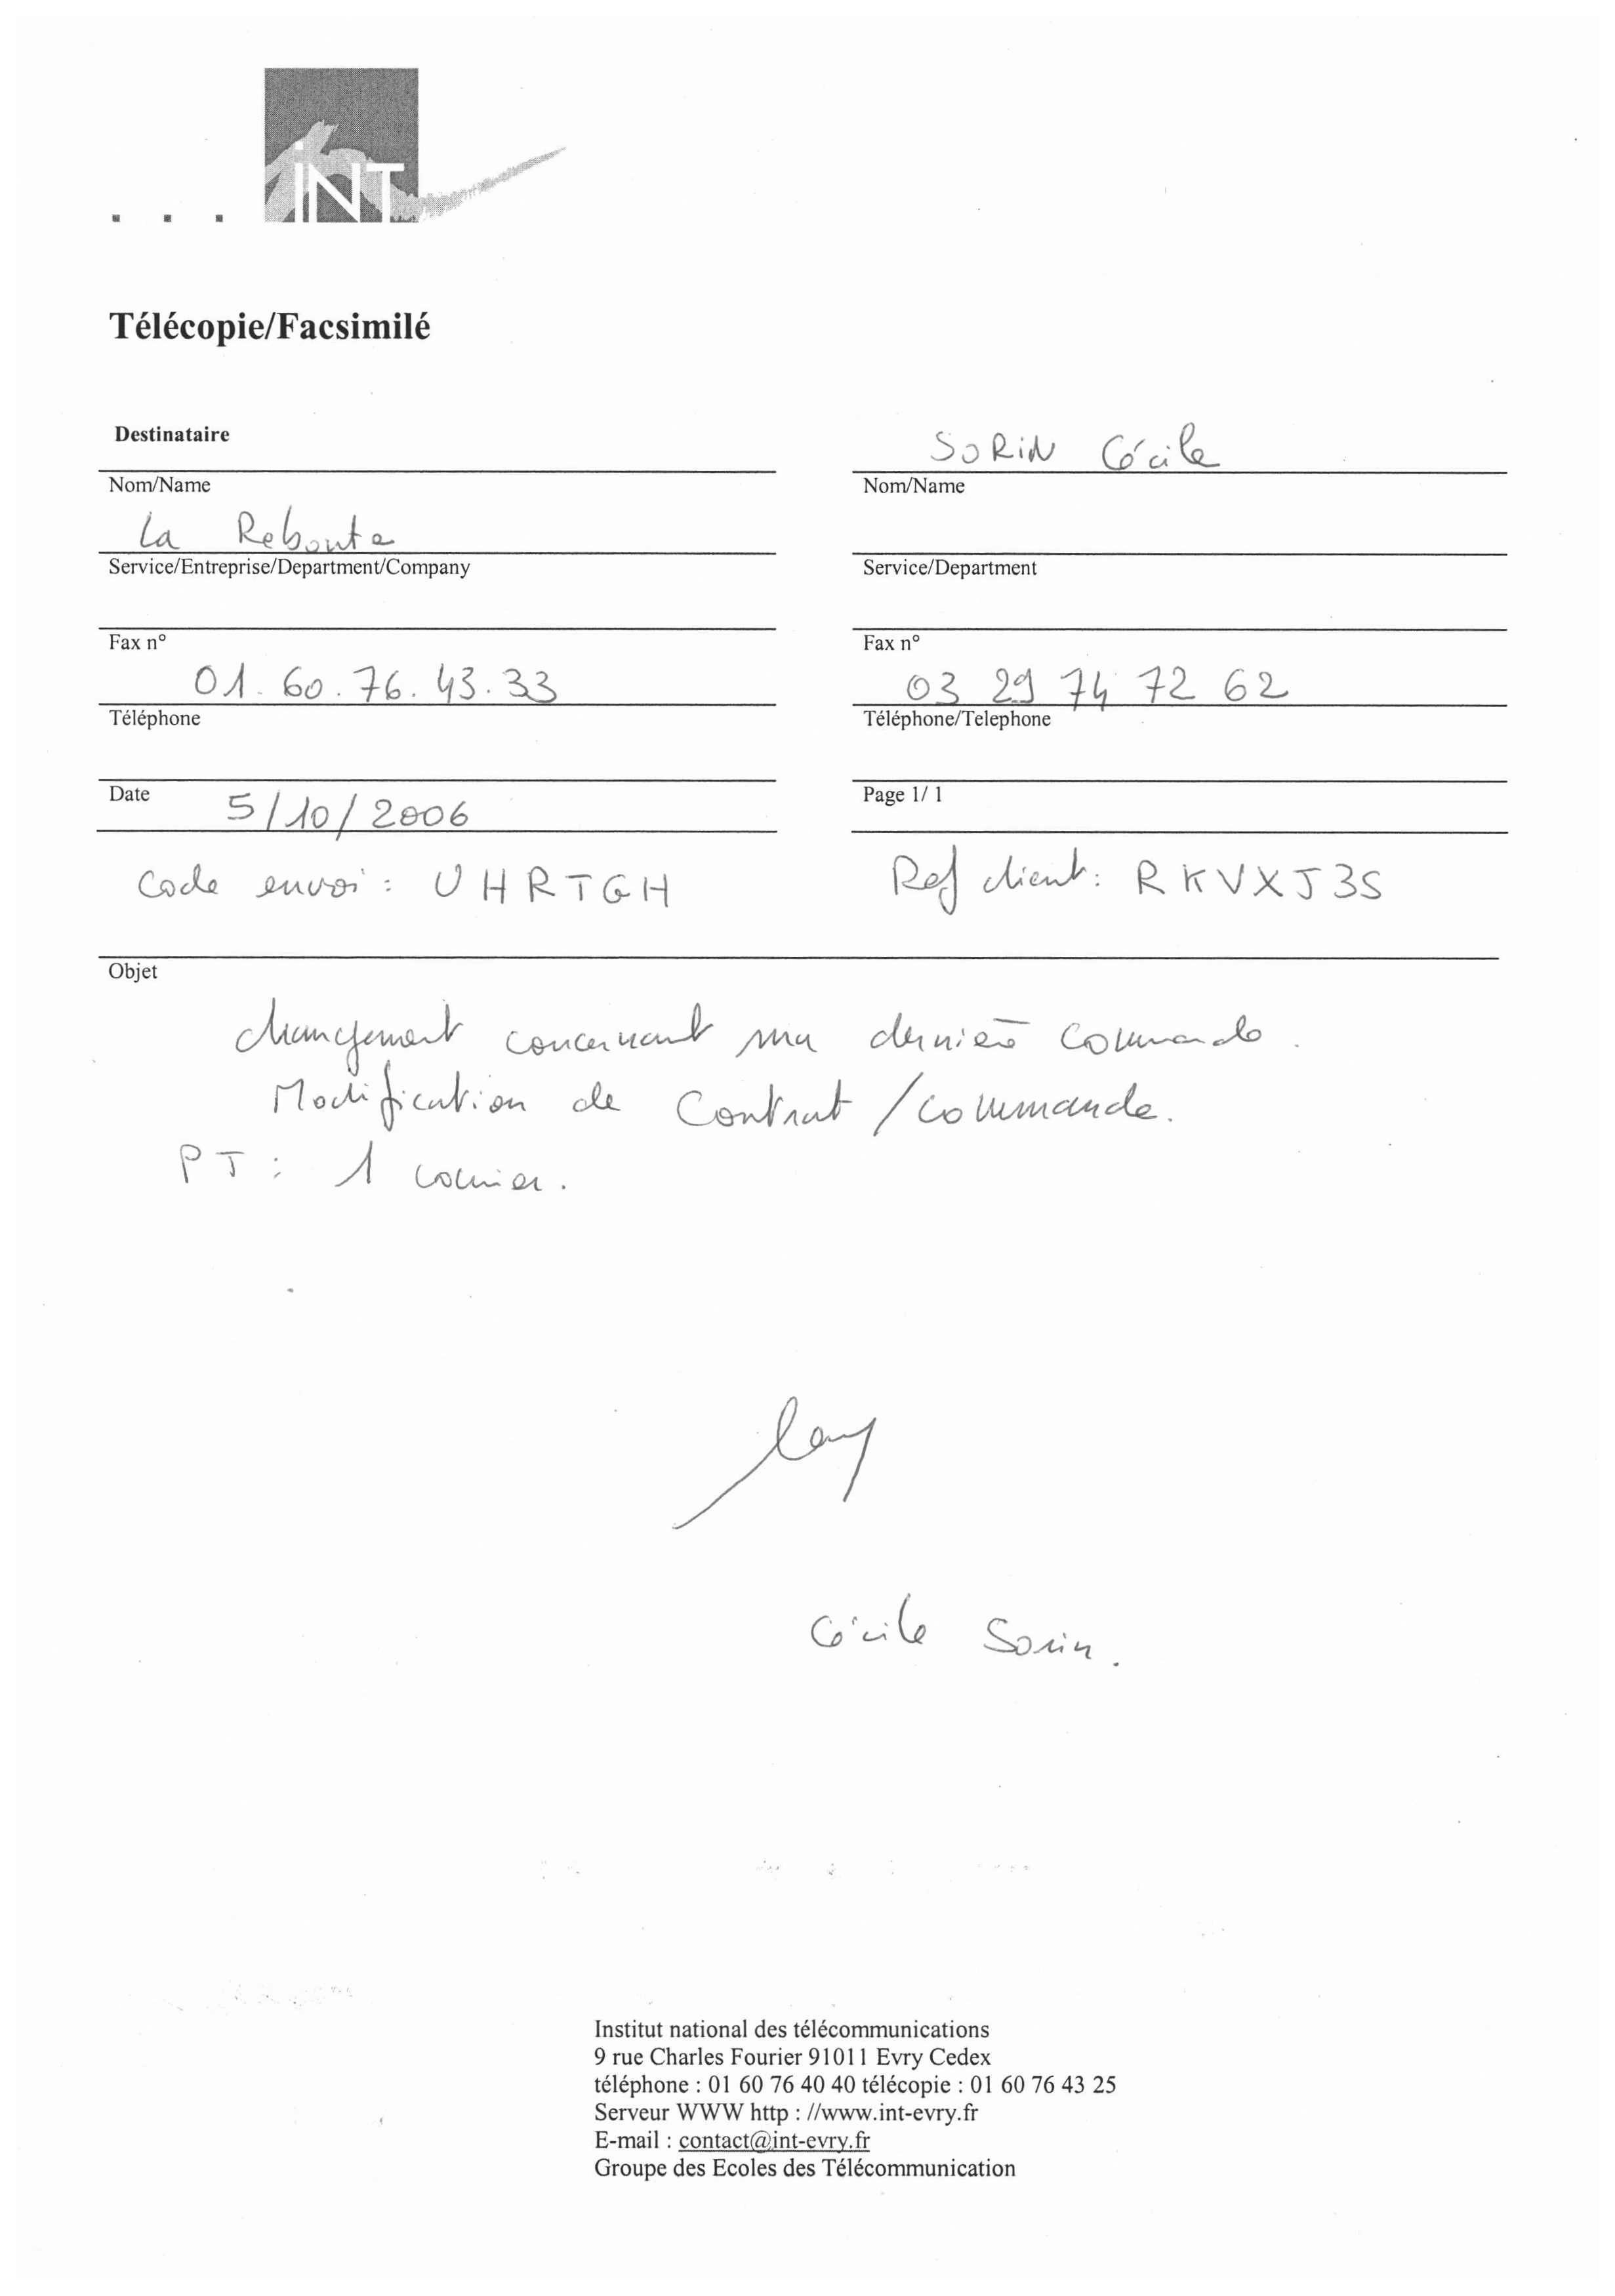 iNT
Télécopie/Facsimilé
Destinataire
SORIN Cécile
Nom/Name
Nom/Name
La Reboute
Service/Entreprise/Department/Company
Service/Department
Fax n°
Fax n°
01.60.76.43.33
03 29 74 72 62
Téléphone
Téléphone/Telephone
Date 5/10/2006
Page 1/ 1
Code envoi : UHRTGH
Ref client : RKVXJ3S
Objet
Changement concernant ma dernière commande.
Modification de Contrat / commande.
PJ : 1 courrier.
Cécile Sorin.
Institut national des télécommunications
9 rue Charles Fourier 91011 Evry Cedex
téléphone : 01 60 76 40 40 télécopie : 01 60 76 43 25
Serveur WWW http : //www.int-evry.fr
E-mail : contact@int-evry.fr
Groupe des Ecoles des Télécommunication